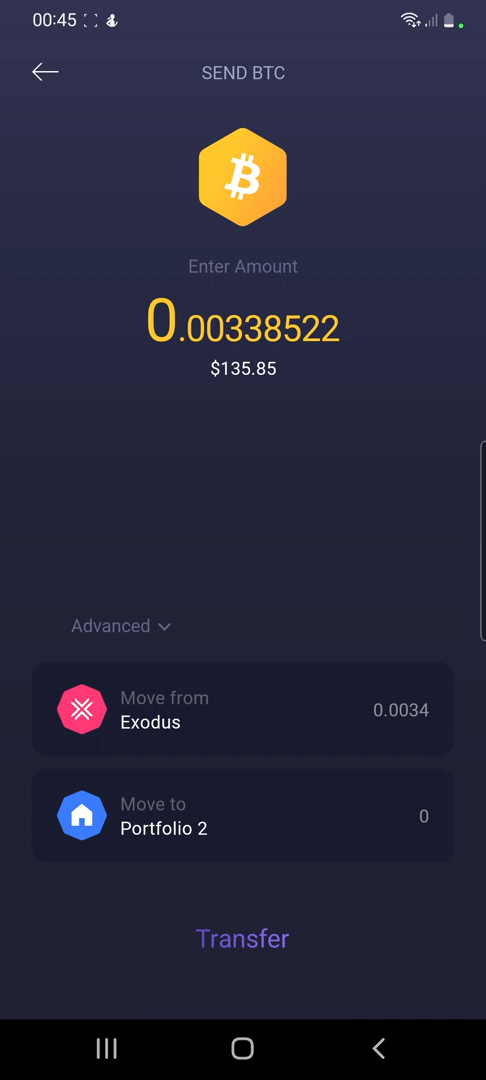 00:45
SEND BTC
Enter Amount
0.00338522
$135.85
Advanced
Move from
Exodus
0.0034
Move to
Portfolio 2
0
Transfer